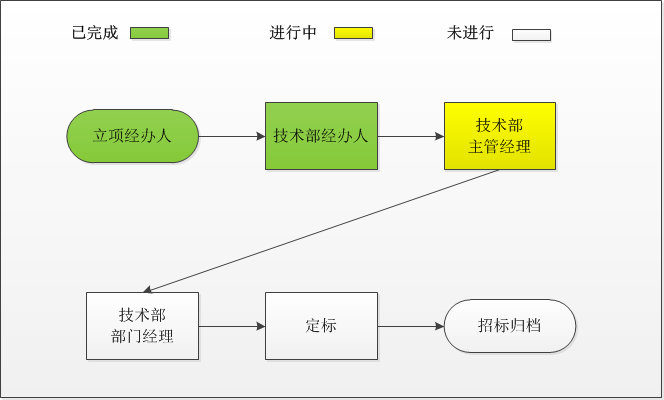 已完成
进行中
未进行
立项经办人
技术部经办人
技术部
主管经理
技术部
部门经理
定标
招标归档